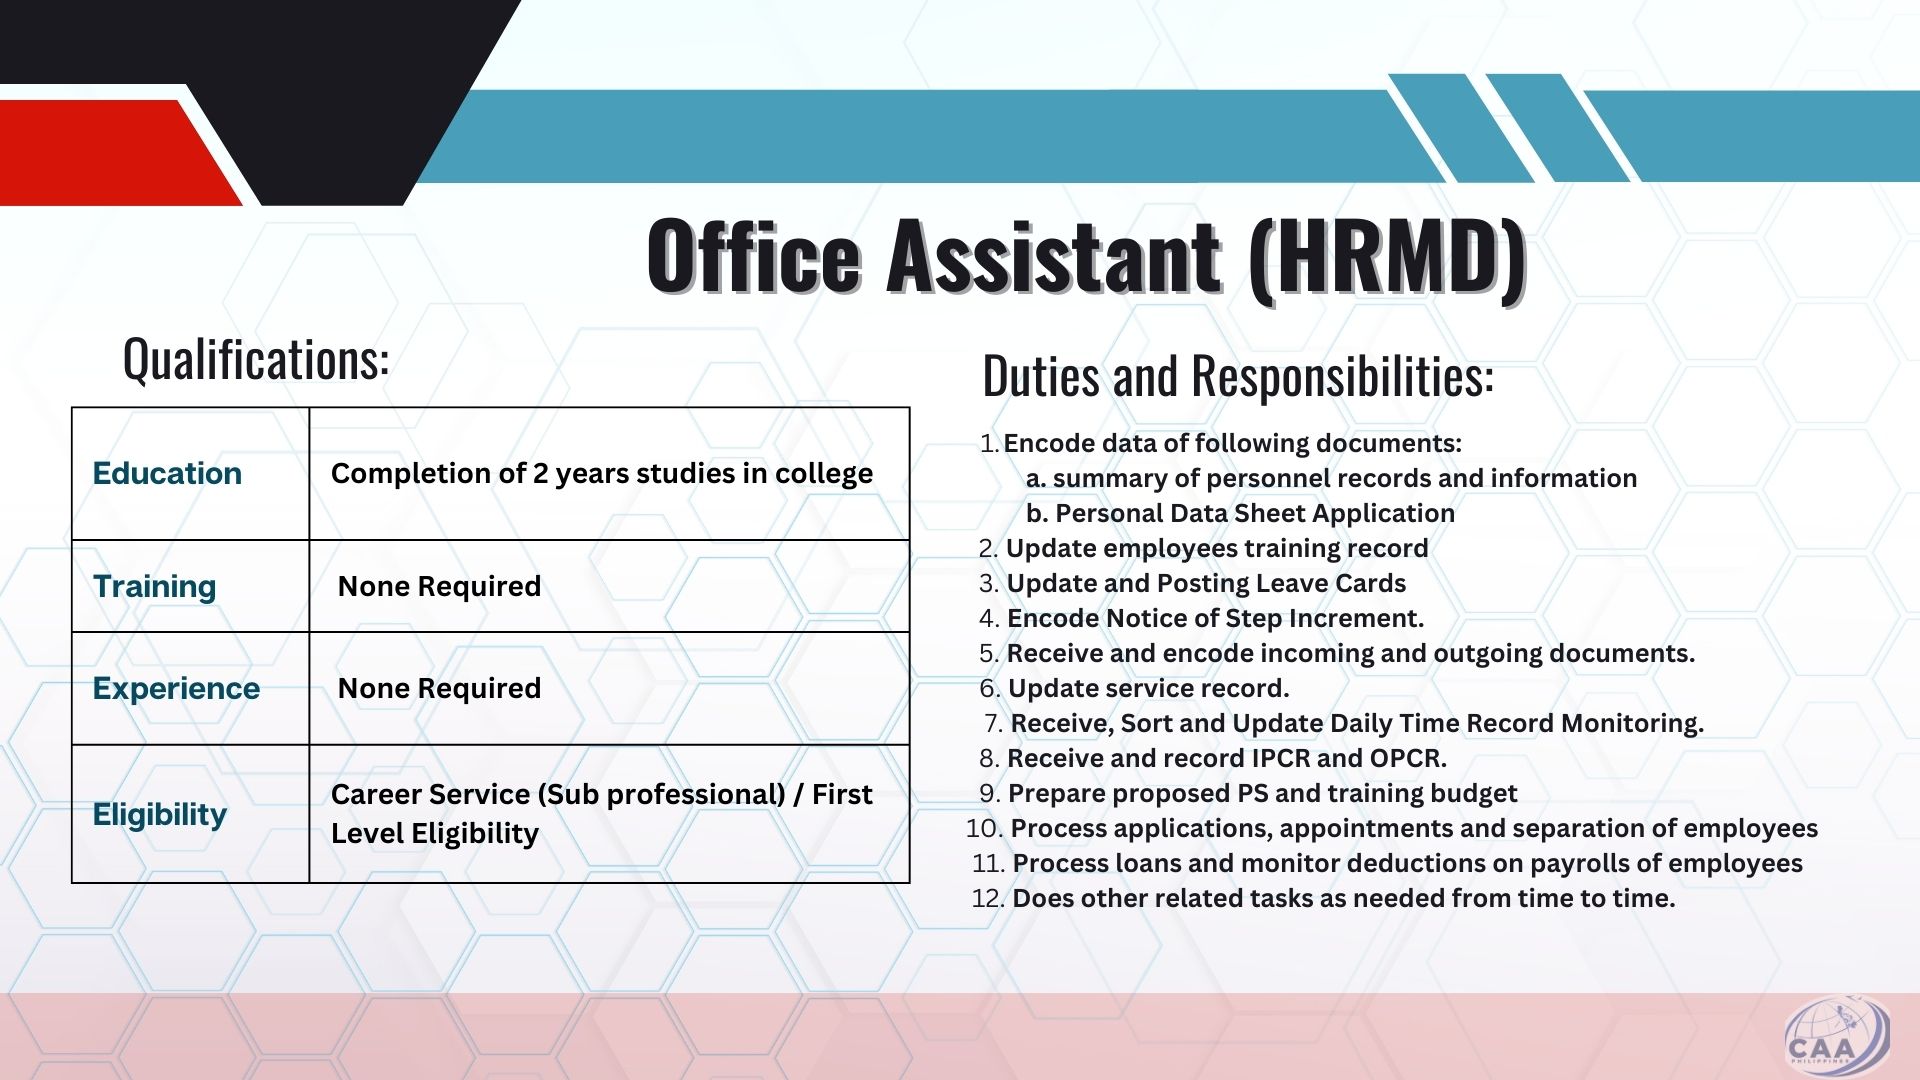 Office Assistant (HRMD)
Qualifications:
Education
Completion of 2 years studies in college
Training
None Required
Experience
None Required
Eligibility
Career Service (Sub professional) / First
Level Eligibility
Duties and Responsibilities:
1. Encode data of following documents:
a. summary of personnel records and information
b. Personal Data Sheet Application
2. Update employees training record
3. Update and Posting Leave Cards
4. Encode Notice of Step Increment.
5. Receive and encode incoming and outgoing documents.
6. Update service record.
7. Receive, Sort and Update Daily Time Record Monitoring.
8. Receive and record IPCR and OPCR.
9. Prepare proposed PS and training budget
10. Process applications, appointments and separation of employees
11. Process loans and monitor deductions on payrolls of employees
12. Does other related tasks as needed from time to time.
CAA
PHILIPPINES